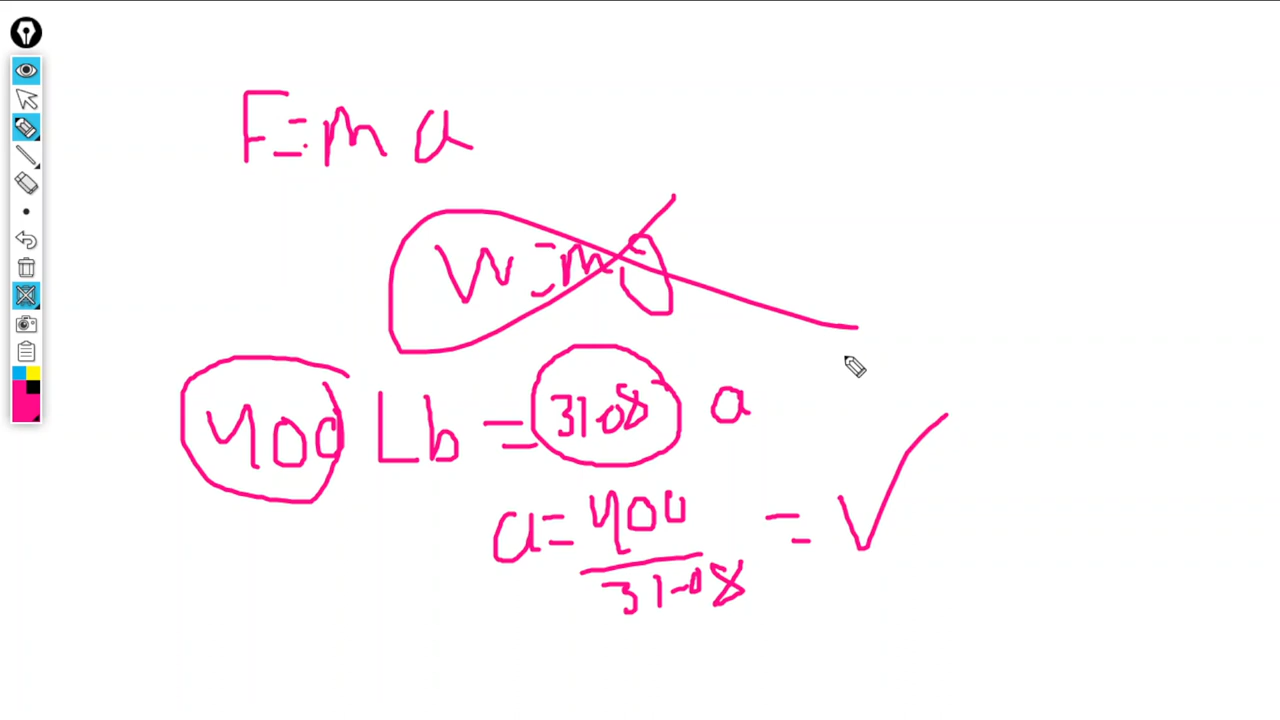 F=ma
W=mg
400 Lb = 31.08 a
a= 400
31.08
=